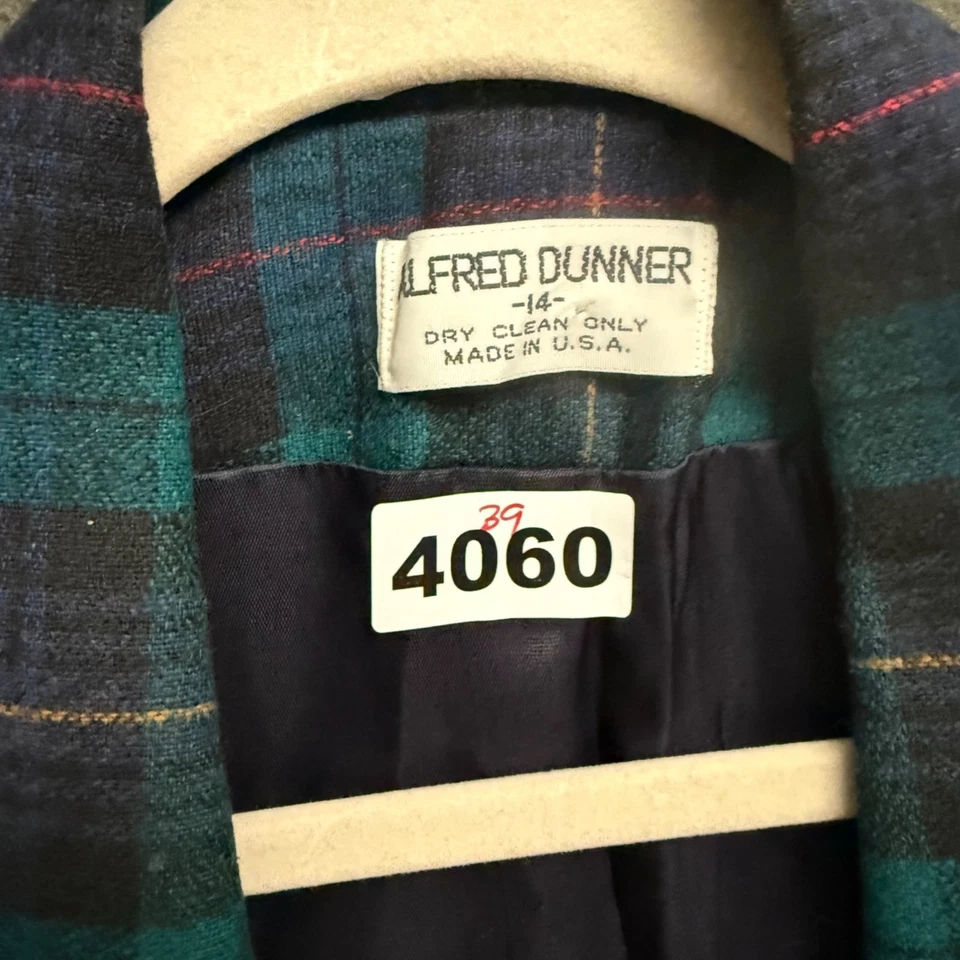 ALFRED DUNNER
-14-
DRY CLEAN ONLY
MADE IN U.S.A.
39
4060